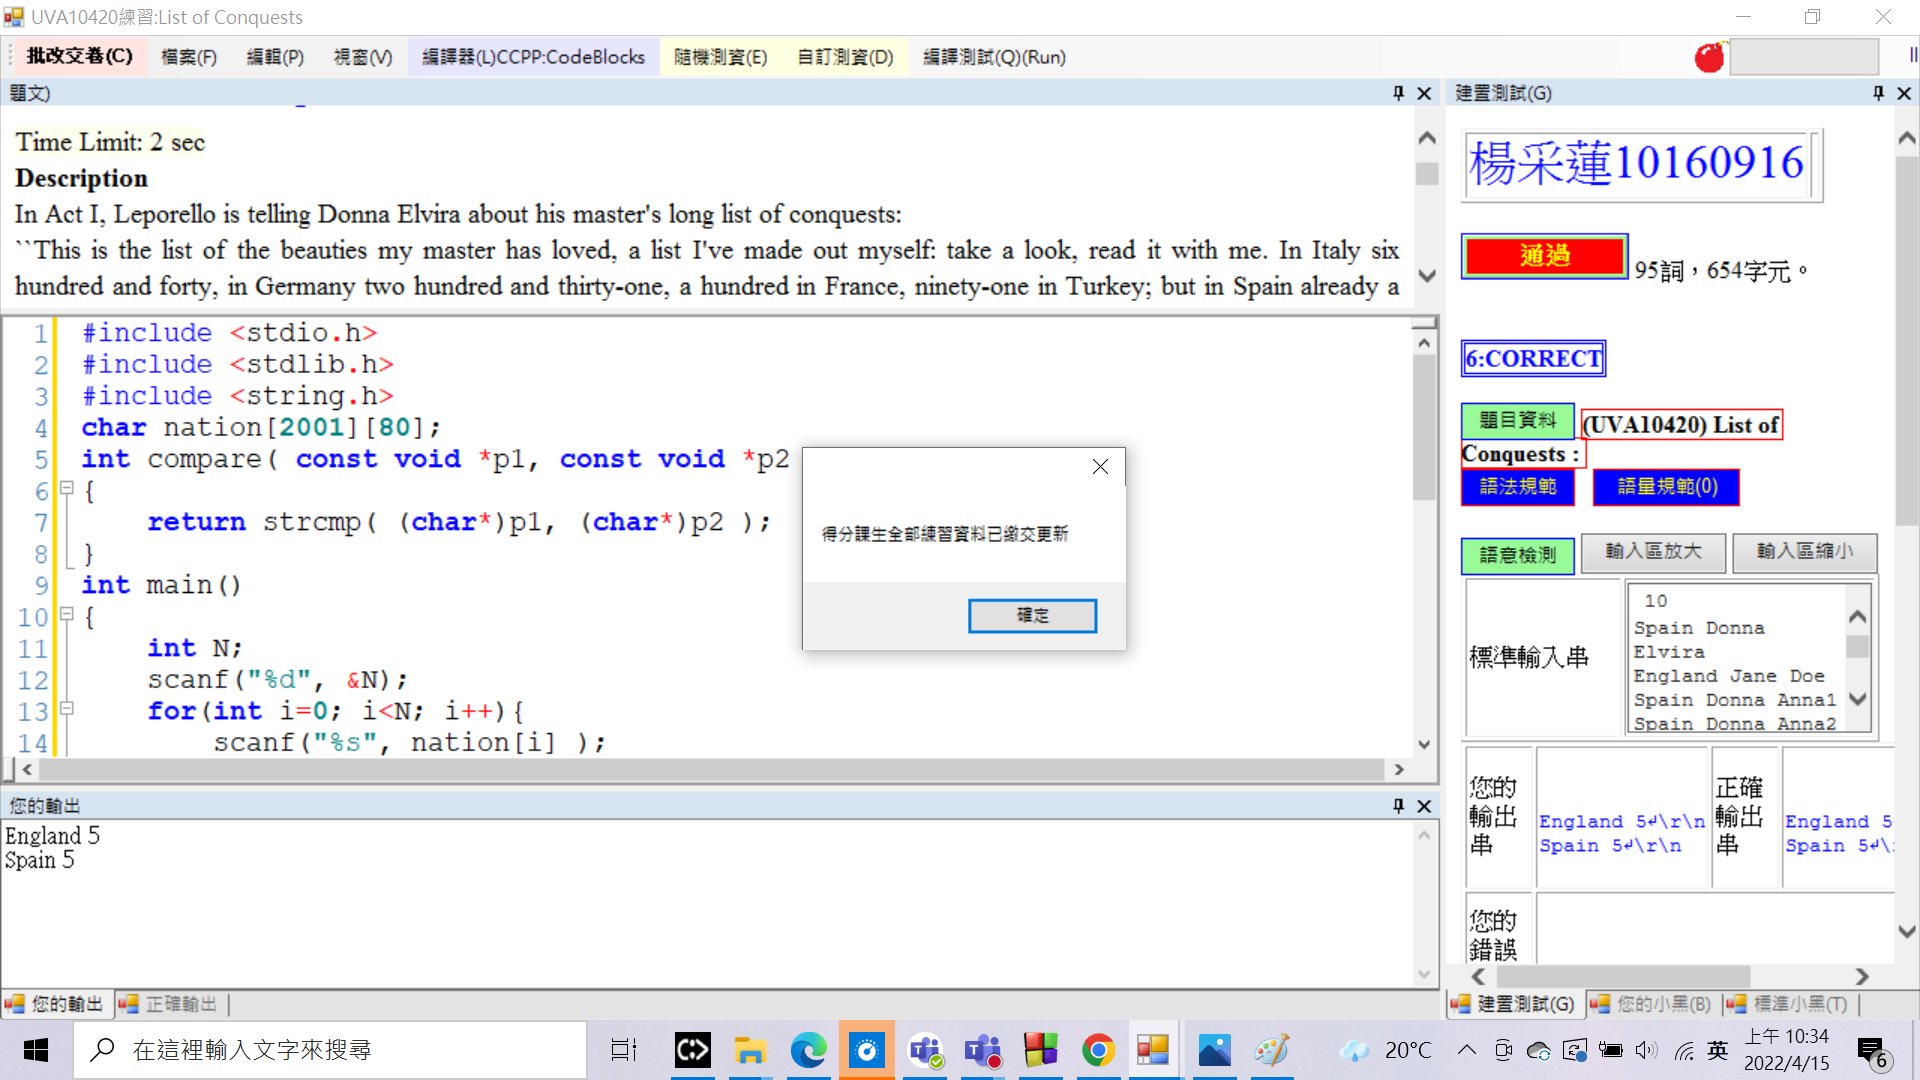 UVA10420練習:List of Conquests
批改交卷(C) 檔案(F) 編輯(P) 視窗(V) 編譯器(L)CCPP:CodeBlocks 隨機測資(E) 自訂測資(D) 編譯測試(Q)(Run)
題文)
Time Limit: 2 sec
Description
In Act I, Leporello is telling Donna Elvira about his master's long list of conquests:
``This is the list of the beauties my master has loved, a list I've made out myself: take a look, read it with me. In Italy six
hundred and forty, in Germany two hundred and thirty-one, a hundred in France, ninety-one in Turkey; but in Spain already a
1 #include <stdio.h>
2 #include <stdlib.h>
3 #include <string.h>
4 char nation[2001][80];
5 int compare( const void *p1, const void *p2
6 {
7 return strcmp( (char*)p1, (char*)p2 );
8 }
9 int main()
10 {
11 int N;
12 scanf("%d", &N);
13 for(int i=0; i<N; i++){
14 scanf("%s", nation[i] );
得分課生全部練習資料已繳交更新
確定
您的輸出
England 5
Spain 5
您的輸出 正確輸出
建置測試(G)
楊采蓮10160916
通過 95詞，654字元。
6:CORRECT
題目資料 (UVA10420) List of
Conquests :
語法規範 語量規範(0)
語意檢測 輸入區放大 輸入區縮小
標準輸入串
10
Spain Donna
Elvira
England Jane Doe
Spain Donna Anna1
Spain Donna Anna2
您的輸出串
England 5↵\r\n
Spain 5↵\r\n
正確輸出串
England 5
Spain 5↵\
您的錯誤
建置測試(G) 您的小黑(B) 標準小黑(T)
在這裡輸入文字來搜尋
20°C
英
上午 10:34
2022/4/15
6